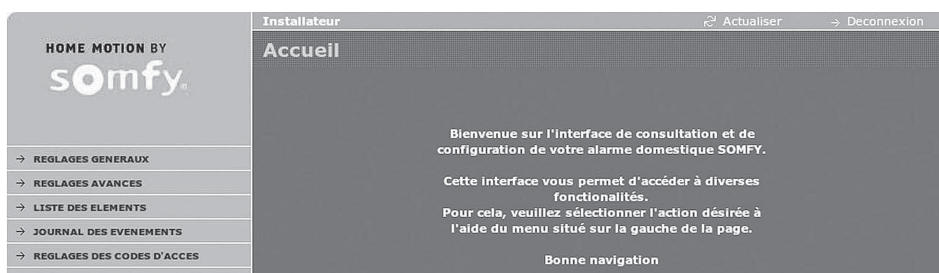 Installateur
Actualiser
Deconnexion
HOME MOTION BY
somfy®
Accueil
REGLAGES GENERAUX
REGLAGES AVANCES
LISTE DES ELEMENTS
JOURNAL DES EVENEMENTS
REGLAGES DES CODES D'ACCES
Bienvenue sur l'interface de consultation et de
configuration de votre alarme domestique SOMFY.
Cette interface vous permet d'accéder à diverses
fonctionalités.
Pour cela, veuillez sélectionner l'action désirée à
l'aide du menu situé sur la gauche de la page.
Bonne navigation